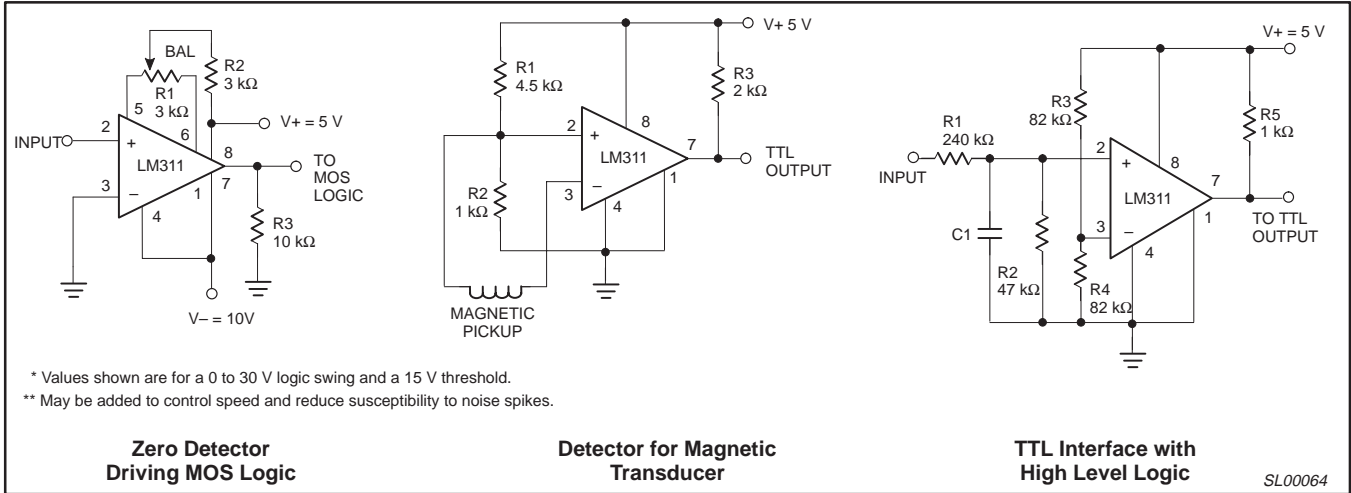 BAL
R2
3 kΩ
R1
3 kΩ
5
6
INPUT
2
+
LM311
8
V+ = 5 V
TO
MOS
LOGIC
3
–
1
7
4
R3
10 kΩ
V– = 10V
V+ 5 V
R1
4.5 kΩ
R3
2 kΩ
2
+
8
LM311
7
TTL
OUTPUT
R2
1 kΩ
3
–
1
4
MAGNETIC
PICKUP
V+ = 5 V
R3
82 kΩ
R5
1 kΩ
R1
240 kΩ
INPUT
2
+
8
LM311
7
1
TO TTL
OUTPUT
C1
3
–
4
R2
47 kΩ
R4
82 kΩ
* Values shown are for a 0 to 30 V logic swing and a 15 V threshold.
** May be added to control speed and reduce susceptibility to noise spikes.
Zero Detector
Driving MOS Logic
Detector for Magnetic
Transducer
TTL Interface with
High Level Logic
SL00064